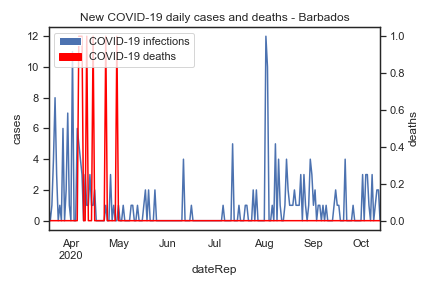 New COVID-19 daily cases and deaths - Barbados
COVID-19 infections
COVID-19 deaths
12
10
8
6
4
2
0
cases
1.0
0.8
0.6
0.4
0.2
0.0
deaths
Apr May Jun Jul Aug Sep Oct
2020
dateRep